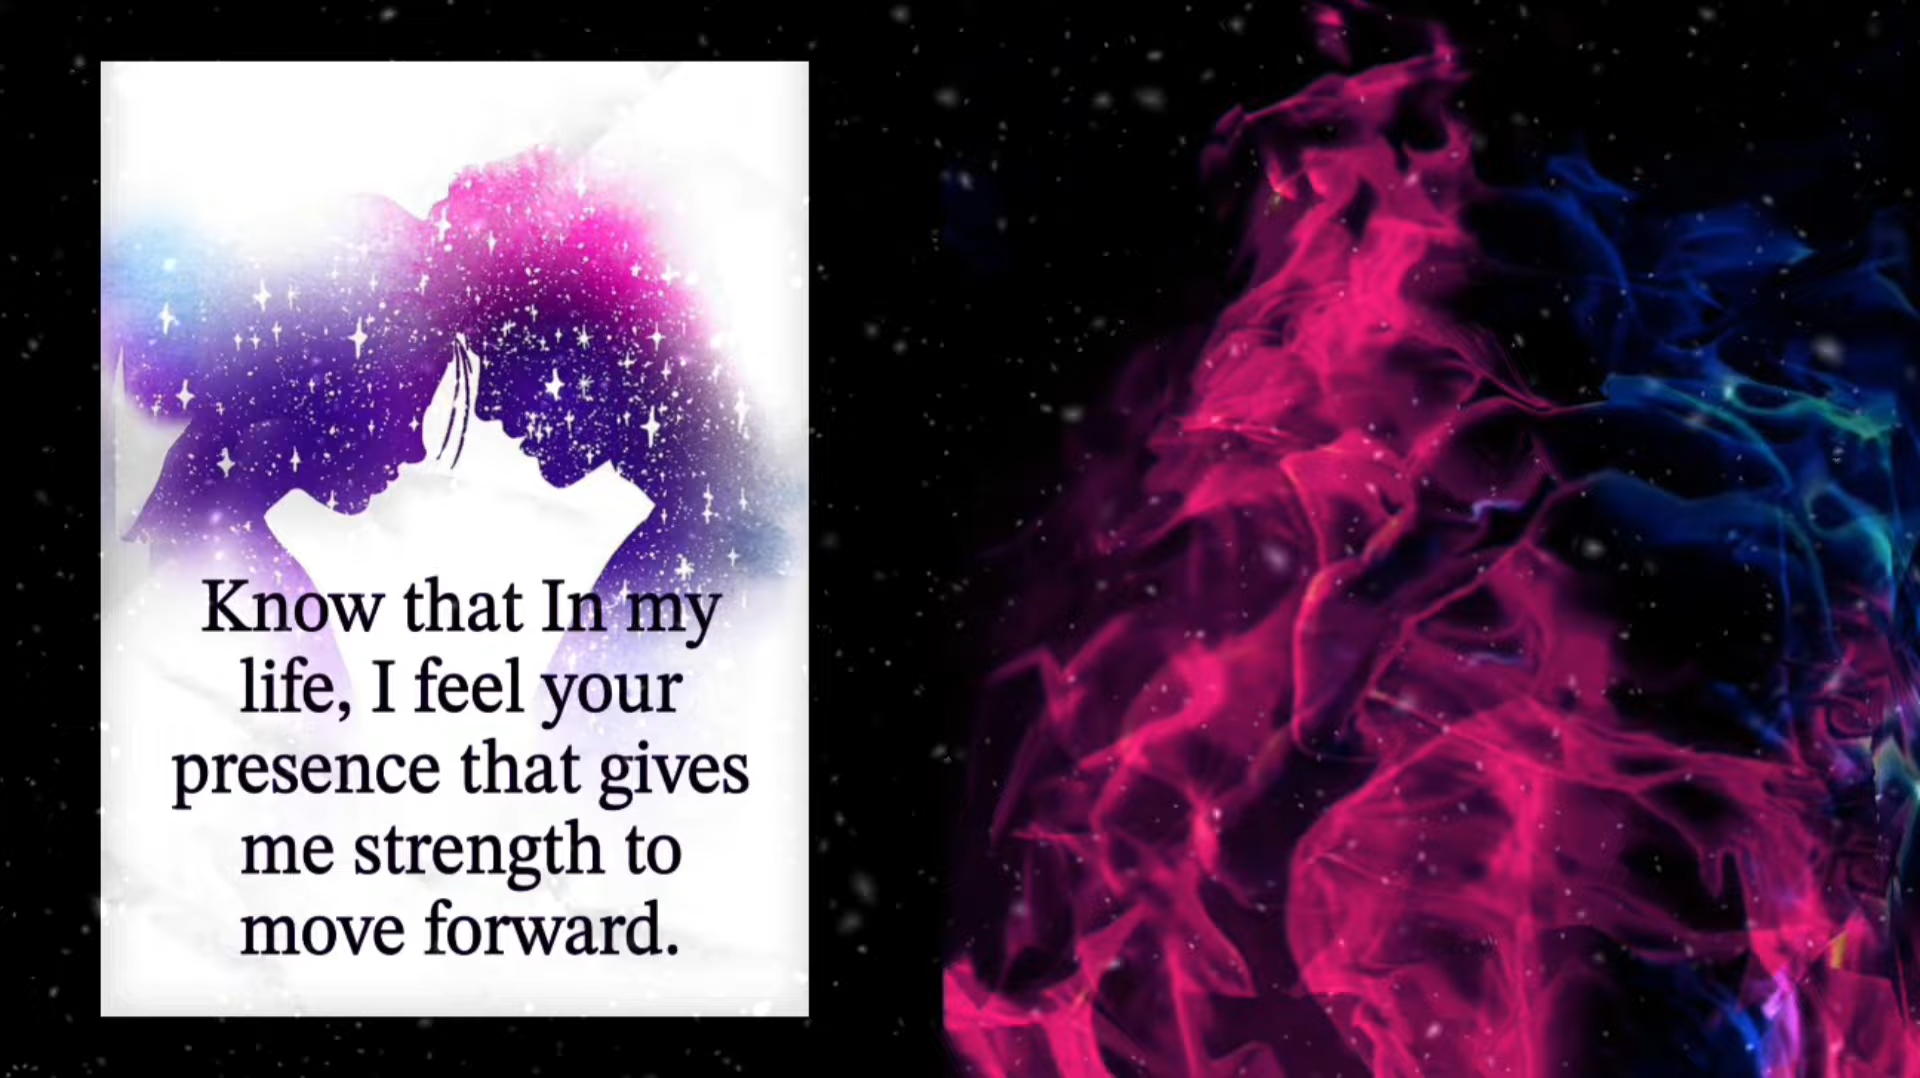 Know that In my
life, I feel your
presence that gives
me strength to
move forward.